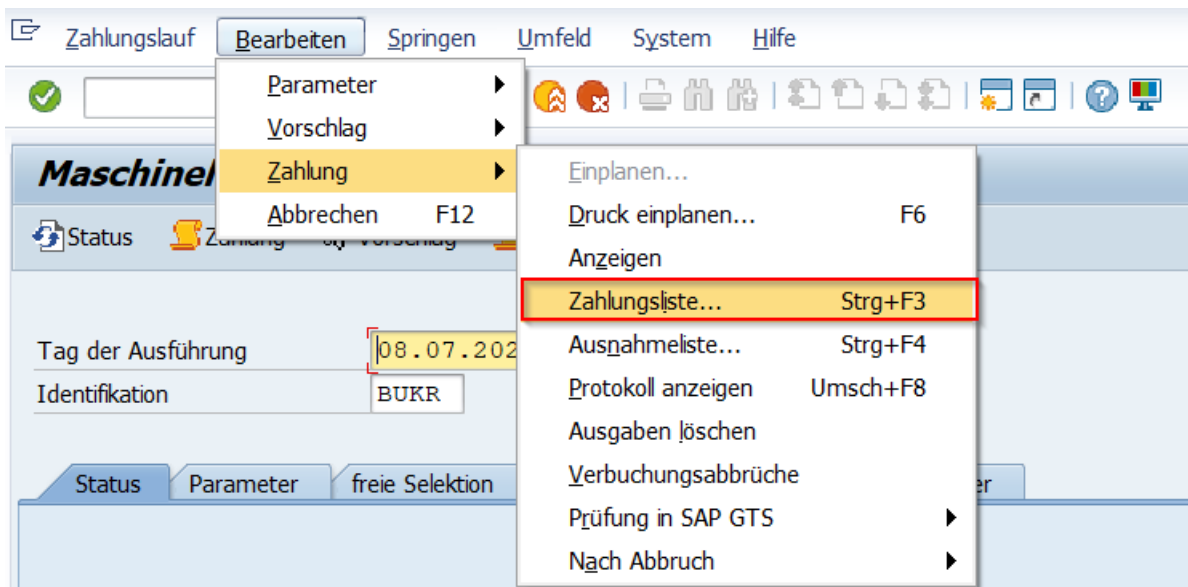 Zahlungslauf Bearbeiten Springen Umfeld System Hilfe
Parameter
Vorschlag
Zahlung
Abbrechen F12
Einplanen...
Druck einplanen... F6
Anzeigen
Zahlungsliste... Strg+F3
Ausnahmeliste... Strg+F4
Protokoll anzeigen Umsch+F8
Ausgaben löschen
Verbuchungsabbrüche
Prüfung in SAP GTS
Nach Abbruch
Maschinel
Status Zahlung Vorschlag
Tag der Ausführung 08.07.202
Identifikation BUKR
Status Parameter freie Selektion